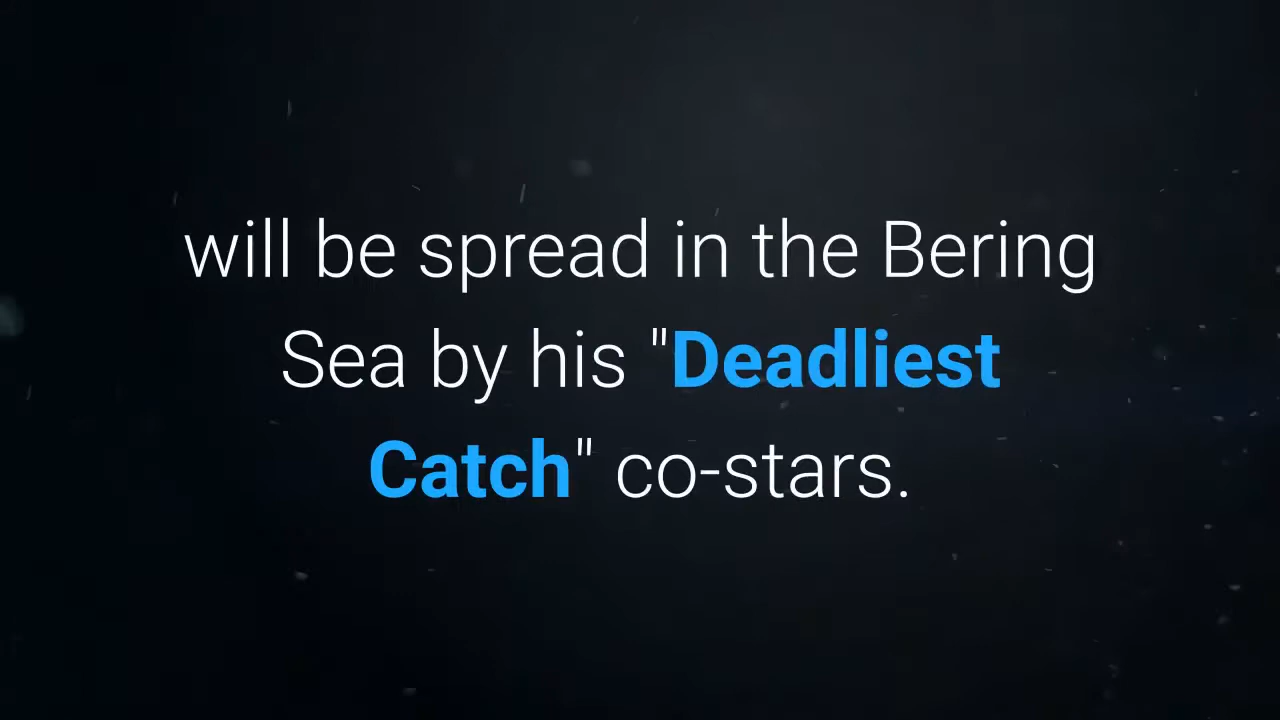 will be spread in the Bering
Sea by his "Deadliest
Catch" co-stars.